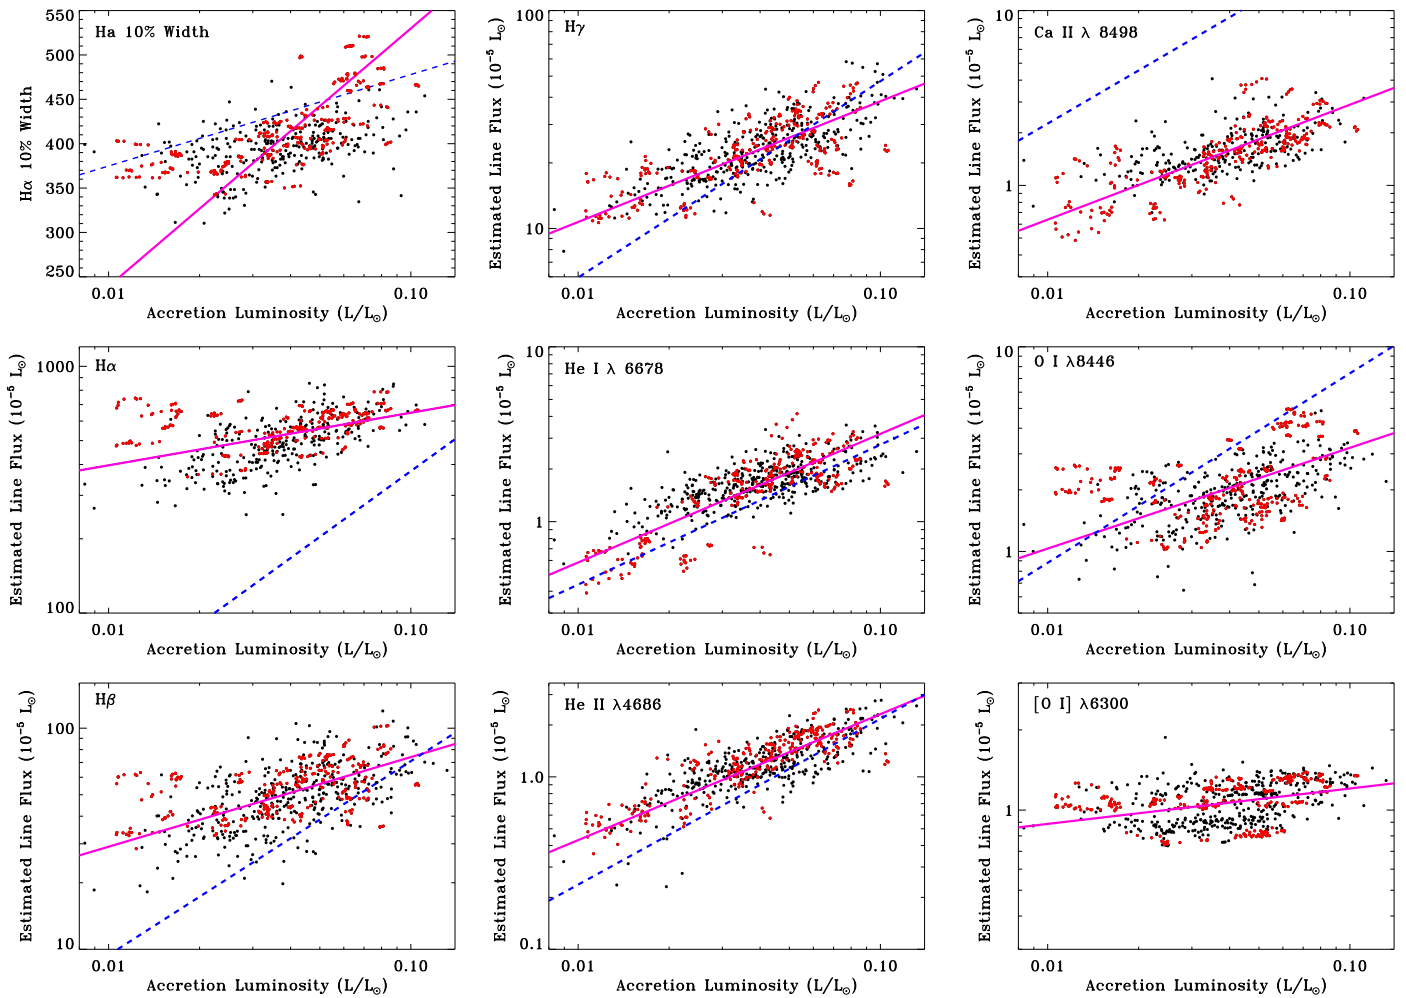 Ha 10% Width
Hα 10% Width
550
500
450
400
350
300
250
0.01
0.10
Accretion Luminosity (L/L☉)
Hγ
Estimated Line Flux (10⁻⁵ L☉)
100
10
0.01
0.10
Accretion Luminosity (L/L☉)
Ca II λ 8498
Estimated Line Flux (10⁻⁵ L☉)
10
1
0.01
0.10
Accretion Luminosity (L/L☉)
Hα
Estimated Line Flux (10⁻⁵ L☉)
1000
100
0.01
0.10
Accretion Luminosity (L/L☉)
He I λ 6678
Estimated Line Flux (10⁻⁵ L☉)
10
1
0.01
0.10
Accretion Luminosity (L/L☉)
O I λ8446
Estimated Line Flux (10⁻⁵ L☉)
10
1
0.01
0.10
Accretion Luminosity (L/L☉)
Hβ
Estimated Line Flux (10⁻⁵ L☉)
100
10
0.01
0.10
Accretion Luminosity (L/L☉)
He II λ4686
Estimated Line Flux (10⁻⁵ L☉)
1.0
0.1
0.01
0.10
Accretion Luminosity (L/L☉)
[O I] λ6300
Estimated Line Flux (10⁻⁵ L☉)
1
0.01
0.10
Accretion Luminosity (L/L☉)